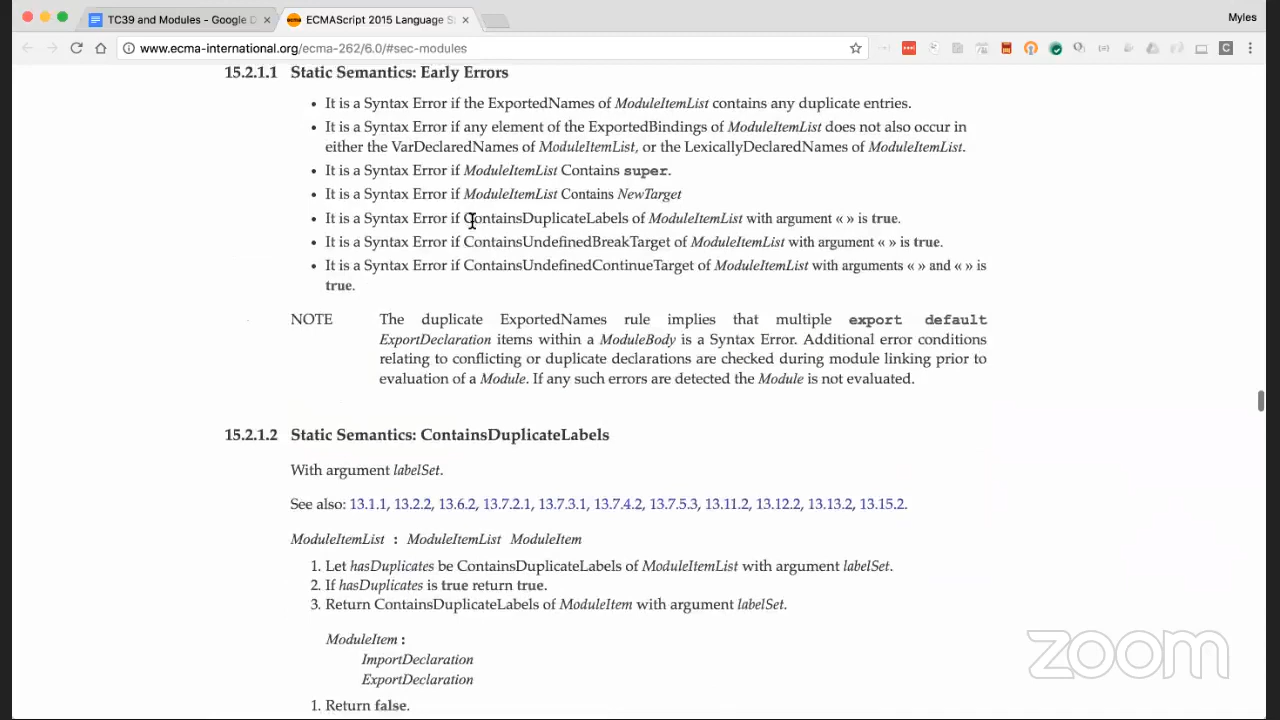 TC39 and Modules - Google D
ECMAScript 2015 Language S
Myles
www.ecma-international.org/ecma-262/6.0/#sec-modules
15.2.1.1 Static Semantics: Early Errors
• It is a Syntax Error if the ExportedNames of ModuleItemList contains any duplicate entries.
• It is a Syntax Error if any element of the ExportedBindings of ModuleItemList does not also occur in
either the VarDeclaredNames of ModuleItemList, or the LexicallyDeclaredNames of ModuleItemList.
• It is a Syntax Error if ModuleItemList Contains super.
• It is a Syntax Error if ModuleItemList Contains NewTarget
• It is a Syntax Error if ContainsDuplicateLabels of ModuleItemList with argument « » is true.
• It is a Syntax Error if ContainsUndefinedBreakTarget of ModuleItemList with argument « » is true.
• It is a Syntax Error if ContainsUndefinedContinueTarget of ModuleItemList with arguments « » and « » is
true.
NOTE The duplicate ExportedNames rule implies that multiple export default
ExportDeclaration items within a ModuleBody is a Syntax Error. Additional error conditions
relating to conflicting or duplicate declarations are checked during module linking prior to
evaluation of a Module. If any such errors are detected the Module is not evaluated.
15.2.1.2 Static Semantics: ContainsDuplicateLabels
With argument labelSet.
See also: 13.1.1, 13.2.2, 13.6.2, 13.7.2.1, 13.7.3.1, 13.7.4.2, 13.7.5.3, 13.11.2, 13.12.2, 13.13.2, 13.15.2.
ModuleItemList : ModuleItemList ModuleItem
1. Let hasDuplicates be ContainsDuplicateLabels of ModuleItemList with argument labelSet.
2. If hasDuplicates is true return true.
3. Return ContainsDuplicateLabels of ModuleItem with argument labelSet.
ModuleItem :
ImportDeclaration
ExportDeclaration
1. Return false.
zoom